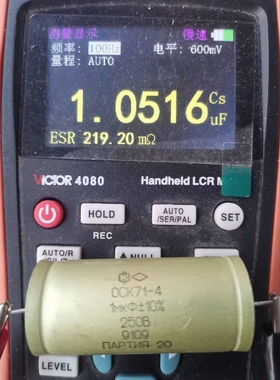 测量显示 慢速
频率: 100Hz 电平: 600mV
量程: AUTO
1.0516 Cs uF
ESR 219.20 mΩ
VICTOR 4080 Handheld LCR M
HOLD
AUTO
/SER/PAL
SET
REC
AUTO/R
NULL
LEVEL
ОСК71-4
1мкФ±10%
250В
9109
ПАРТИЯ 20